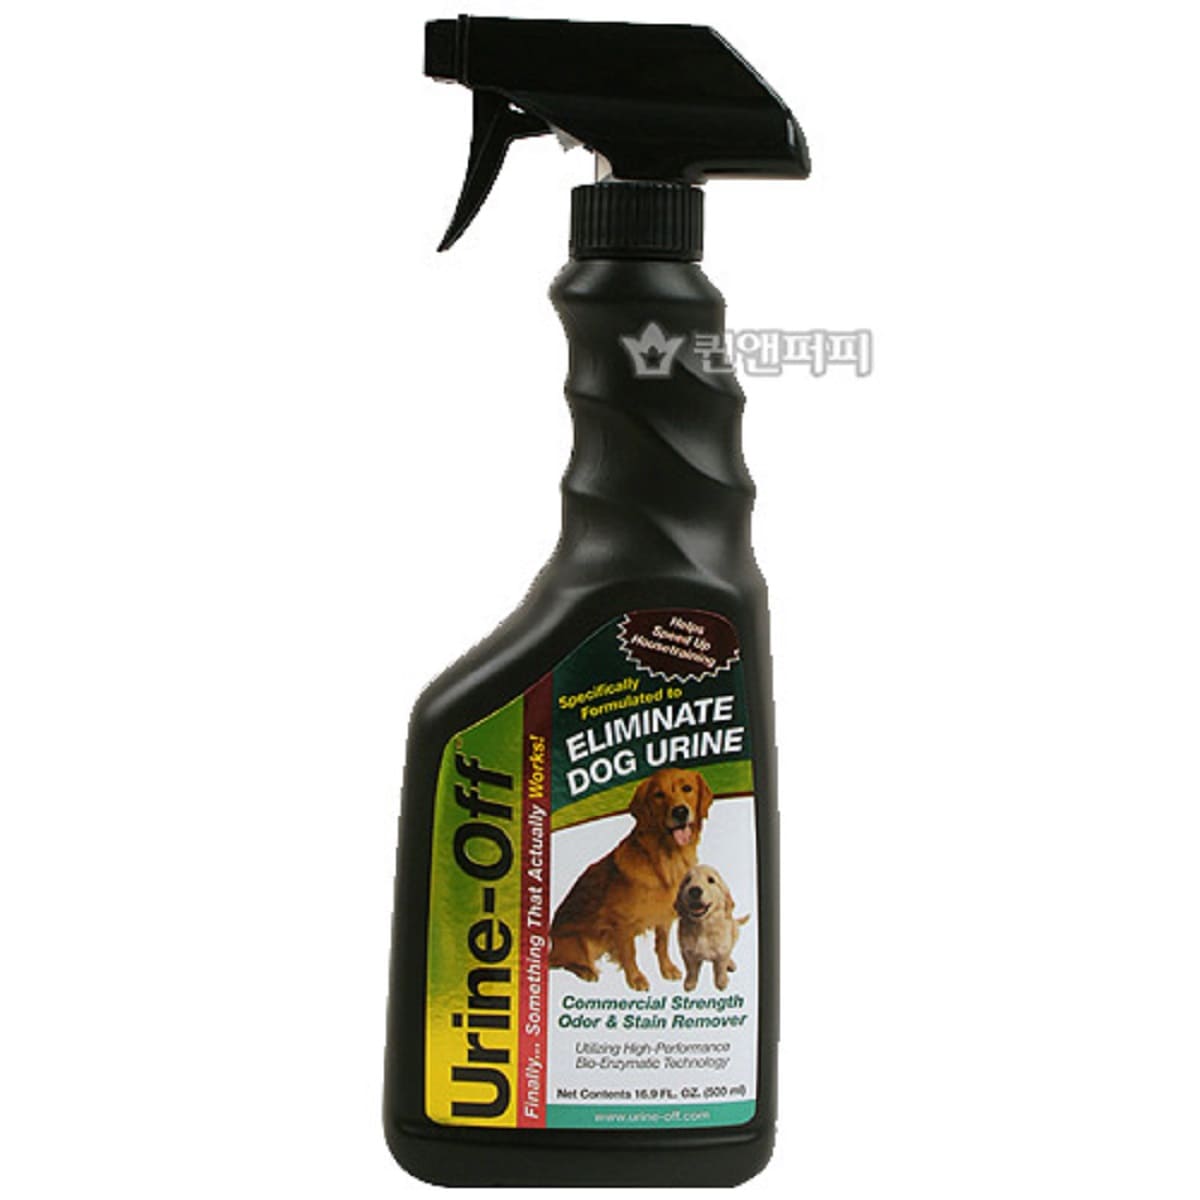 퀸앤퍼피
Helps
Speed Up
Housetraining
Specifically
Formulated to
ELIMINATE
DOG URINE
Urine-Off
Finally... Something That Actually Works!
Commercial Strength
Odor & Stain Remover
Utilizing High-Performance
Bio-Enzymatic Technology
Net Contents 16.9 FL. OZ. (500 ml)
www.urine-off.com